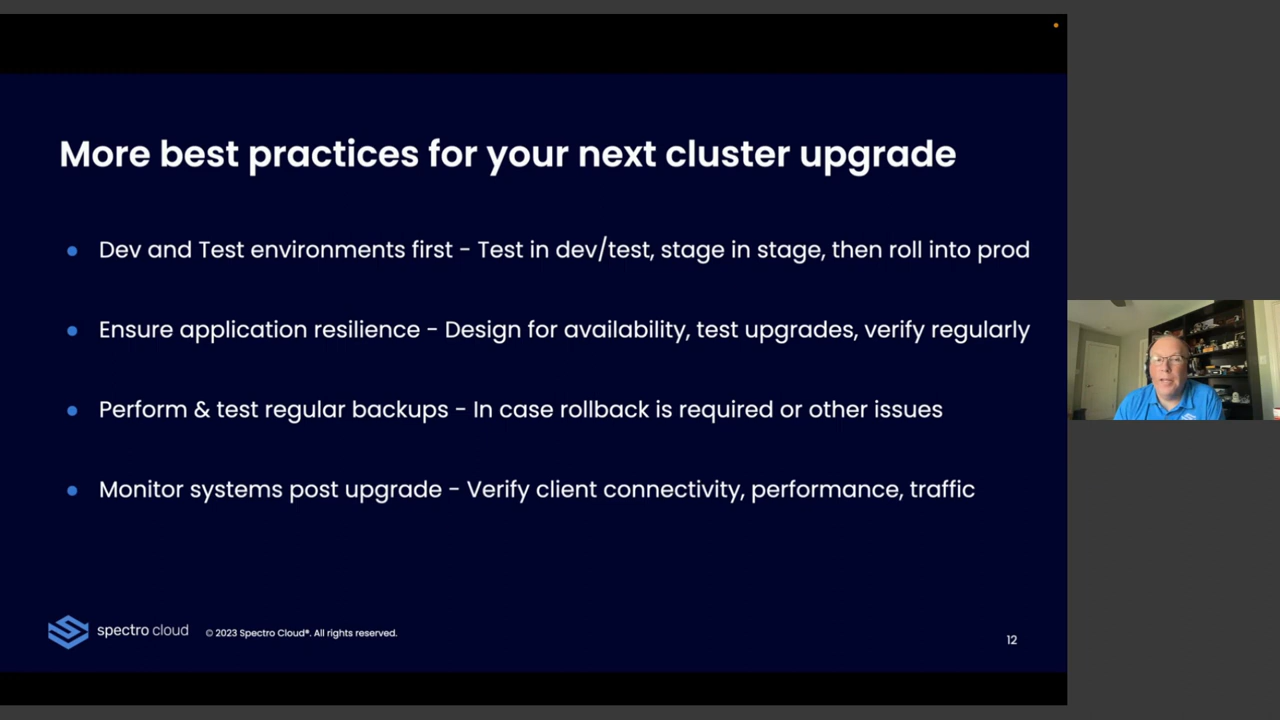 More best practices for your next cluster upgrade
● Dev and Test environments first - Test in dev/test, stage in stage, then roll into prod
● Ensure application resilience - Design for availability, test upgrades, verify regularly
● Perform & test regular backups - In case rollback is required or other issues
● Monitor systems post upgrade - Verify client connectivity, performance, traffic
spectro cloud © 2023 Spectro Cloud®. All rights reserved.
12